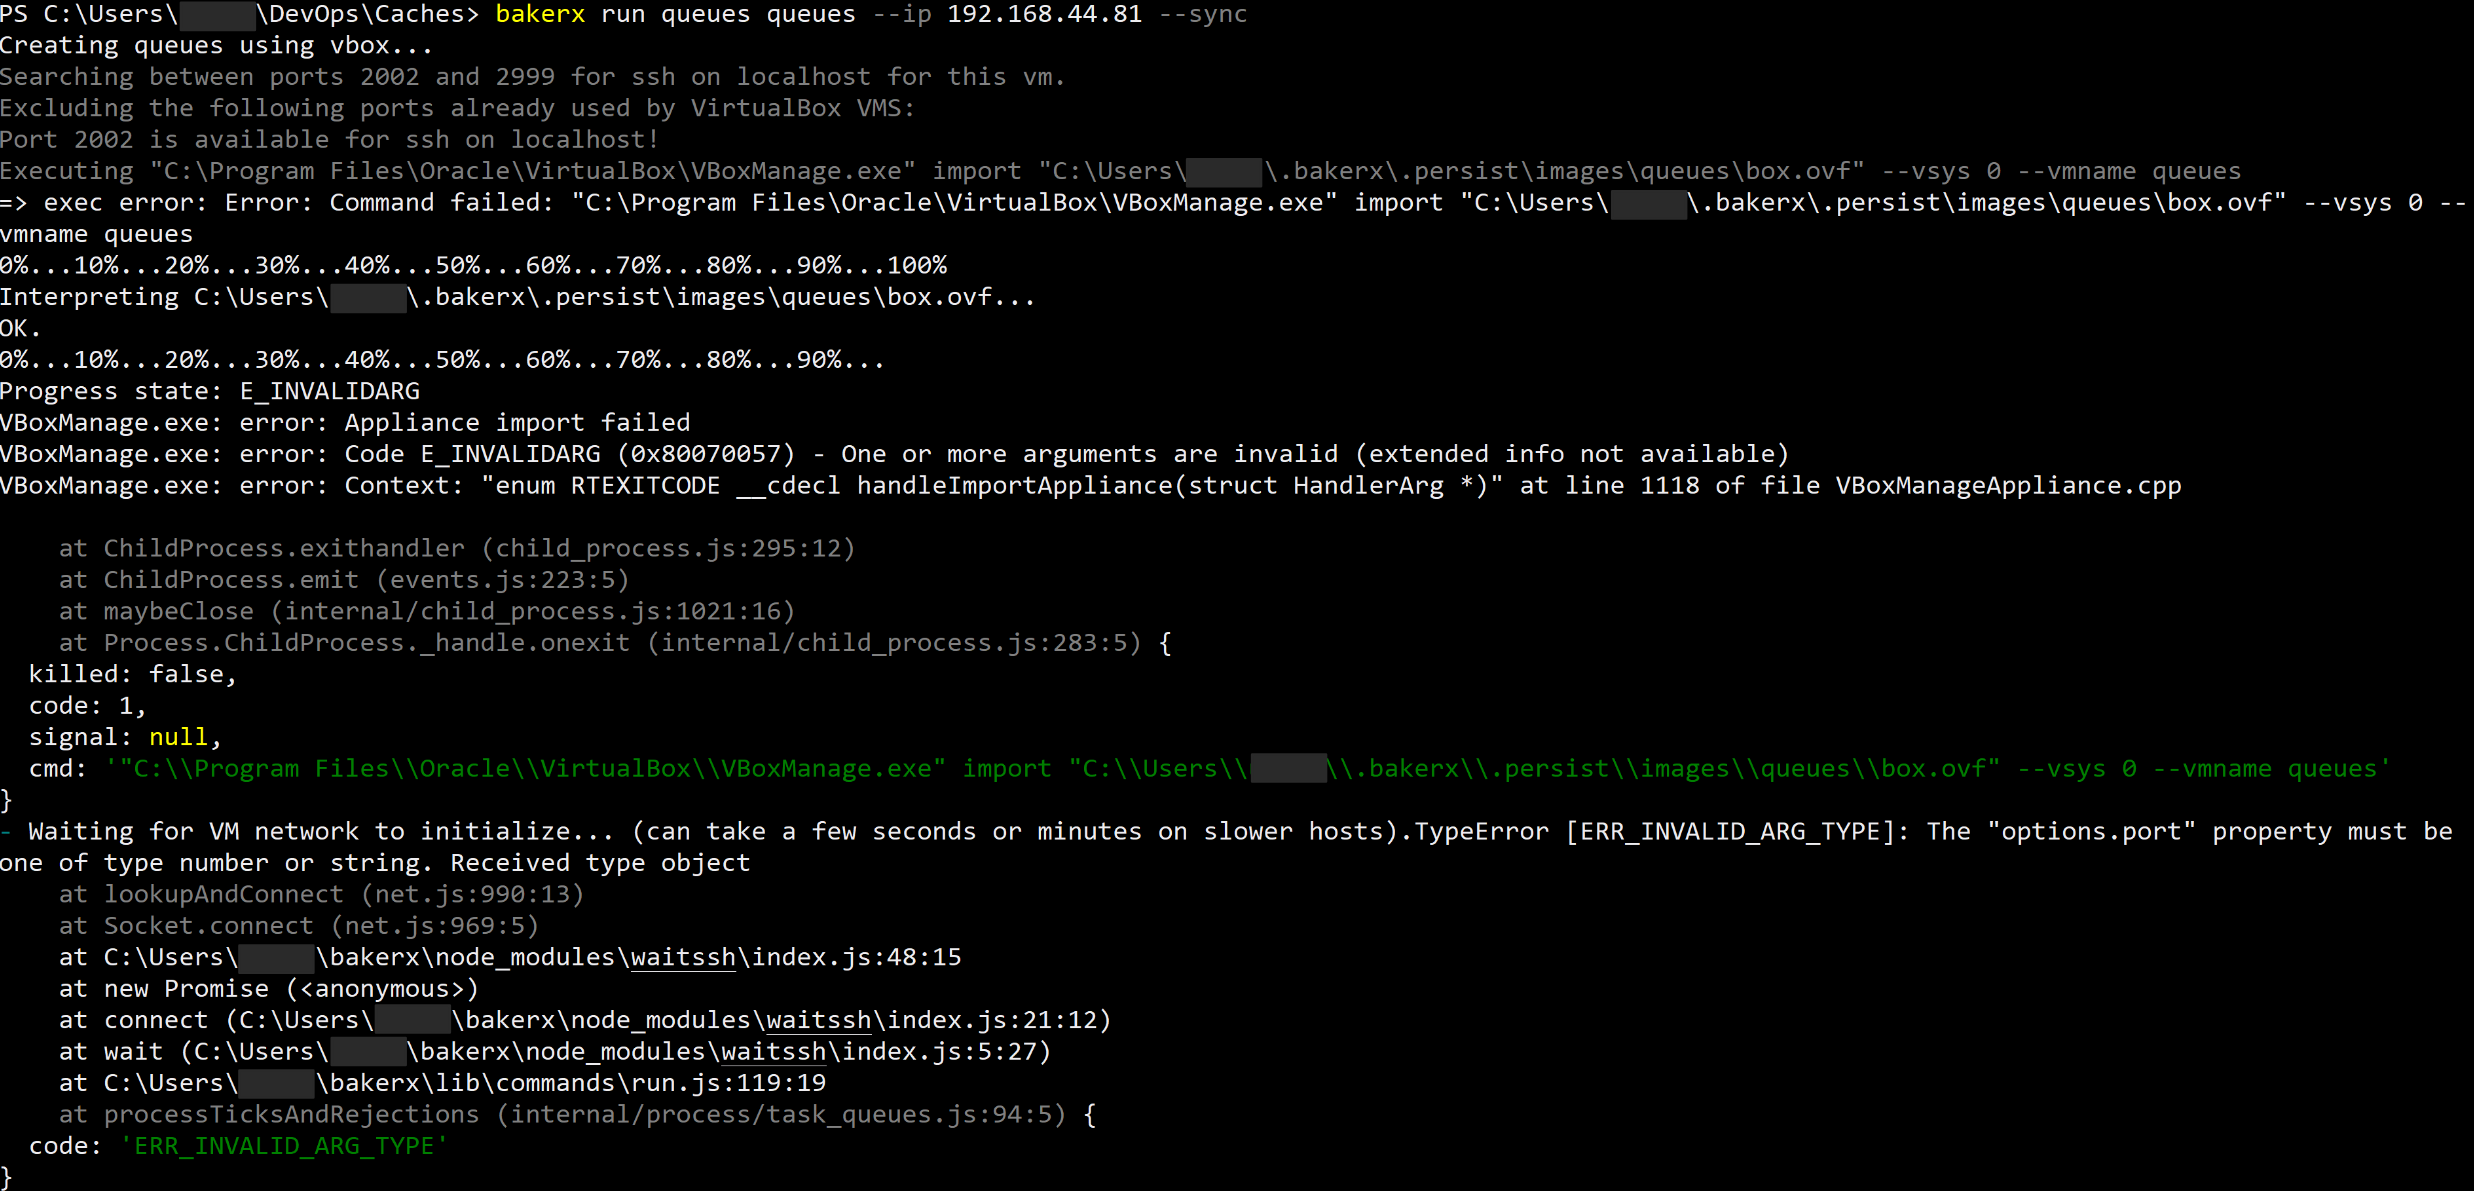 PS C:\Users\ \DevOps\Caches> bakerx run queues queues --ip 192.168.44.81 --sync
Creating queues using vbox...
Searching between ports 2002 and 2999 for ssh on localhost for this vm.
Excluding the following ports already used by VirtualBox VMS:
Port 2002 is available for ssh on localhost!
Executing "C:\Program Files\Oracle\VirtualBox\VBoxManage.exe" import "C:\Users\ \.bakerx\.persist\images\queues\box.ovf" --vsys 0 --vmname queues
=> exec error: Error: Command failed: "C:\Program Files\Oracle\VirtualBox\VBoxManage.exe" import "C:\Users\ \.bakerx\.persist\images\queues\box.ovf" --vsys 0 --
vmname queues
0%...10%...20%...30%...40%...50%...60%...70%...80%...90%...100%
Interpreting C:\Users\ \.bakerx\.persist\images\queues\box.ovf...
OK.
0%...10%...20%...30%...40%...50%...60%...70%...80%...90%...
Progress state: E_INVALIDARG
VBoxManage.exe: error: Appliance import failed
VBoxManage.exe: error: Code E_INVALIDARG (0x80070057) - One or more arguments are invalid (extended info not available)
VBoxManage.exe: error: Context: "enum RTEXITCODE __cdecl handleImportAppliance(struct HandlerArg *)" at line 1118 of file VBoxManageAppliance.cpp
at ChildProcess.exithandler (child_process.js:295:12)
at ChildProcess.emit (events.js:223:5)
at maybeClose (internal/child_process.js:1021:16)
at Process.ChildProcess._handle.onexit (internal/child_process.js:283:5) {
killed: false,
code: 1,
signal: null,
cmd: '"C:\\Program Files\\Oracle\\VirtualBox\\VBoxManage.exe" import "C:\\Users\\ \\.bakerx\\.persist\\images\\queues\\box.ovf" --vsys 0 --vmname queues'
}
- Waiting for VM network to initialize... (can take a few seconds or minutes on slower hosts).TypeError [ERR_INVALID_ARG_TYPE]: The "options.port" property must be
one of type number or string. Received type object
at lookupAndConnect (net.js:990:13)
at Socket.connect (net.js:969:5)
at C:\Users\ \bakerx\node_modules\waitssh\index.js:48:15
at new Promise (<anonymous>)
at connect (C:\Users\ \bakerx\node_modules\waitssh\index.js:21:12)
at wait (C:\Users\ \bakerx\node_modules\waitssh\index.js:5:27)
at C:\Users\ \bakerx\lib\commands\run.js:119:19
at processTicksAndRejections (internal/process/task_queues.js:94:5) {
code: 'ERR_INVALID_ARG_TYPE'
}